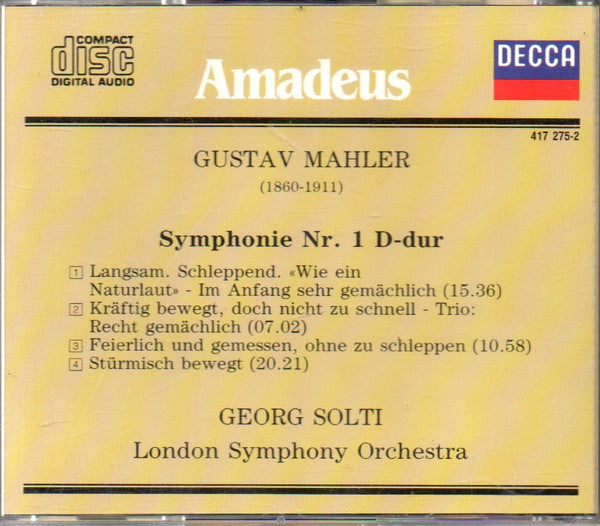 COMPACT
disc
DIGITAL AUDIO
Amadeus
DECCA
417 275-2
GUSTAV MAHLER
(1860-1911)
Symphonie Nr. 1 D-dur
1 Langsam. Schleppend. «Wie ein
Naturlaut» - Im Anfang sehr gemächlich (15.36)
2 Kräftig bewegt, doch nicht zu schnell - Trio:
Recht gemächlich (07.02)
3 Feierlich und gemessen, ohne zu schleppen (10.58)
4 Stürmisch bewegt (20.21)
GEORG SOLTI
London Symphony Orchestra